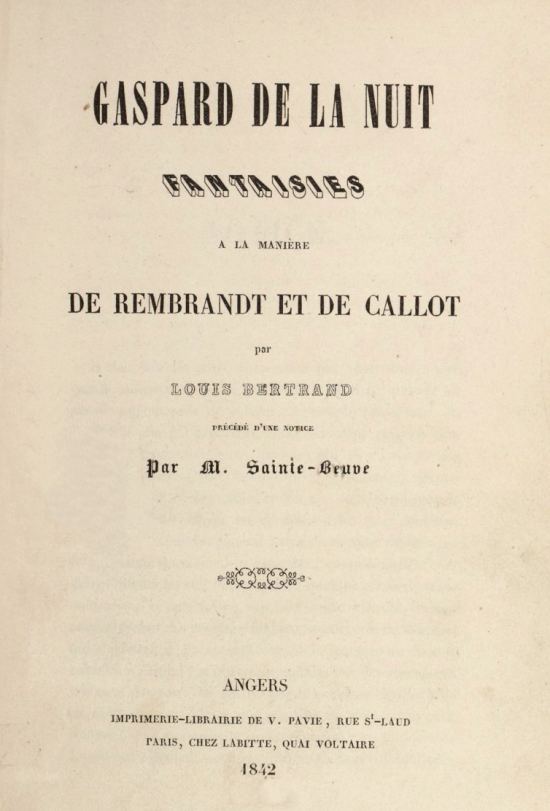 GASPARD DE LA NUIT
FANTAISIES
A LA MANIÈRE
DE REMBRANDT ET DE CALLOT
par
LOUIS BERTRAND
PRÉCÉDÉ D'UNE NOTICE
Par M. Sainte-Beuve
ANGERS
IMPRIMERIE-LIBRAIRIE DE V. PAVIE, RUE St-LAUD
PARIS, CHEZ LABITTE, QUAI VOLTAIRE
1842